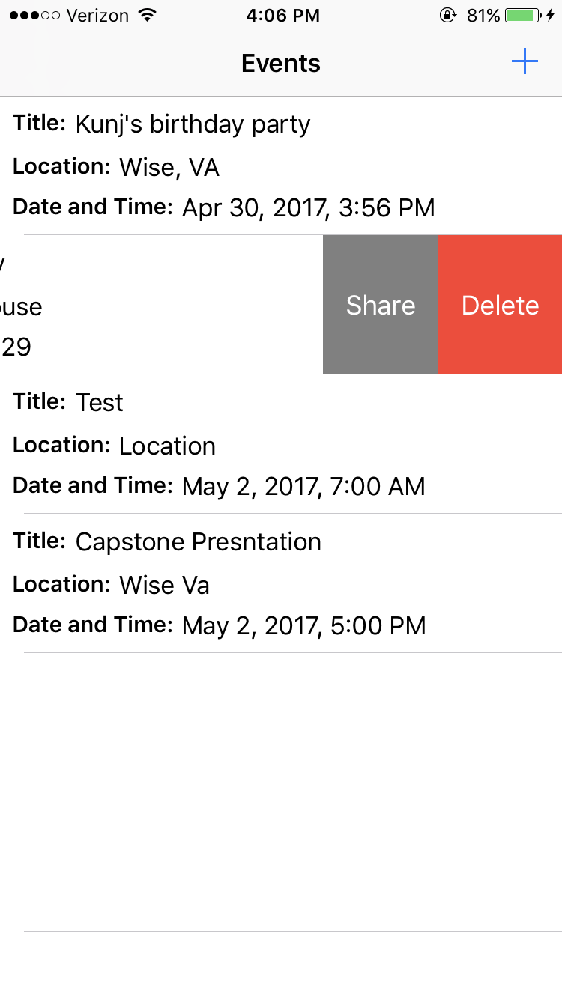 Verizon 4:06 PM 81%
Events +
Title: Kunj's birthday party
Location: Wise, VA
Date and Time: Apr 30, 2017, 3:56 PM
29
Share Delete
Title: Test
Location: Location
Date and Time: May 2, 2017, 7:00 AM
Title: Capstone Presntation
Location: Wise Va
Date and Time: May 2, 2017, 5:00 PM